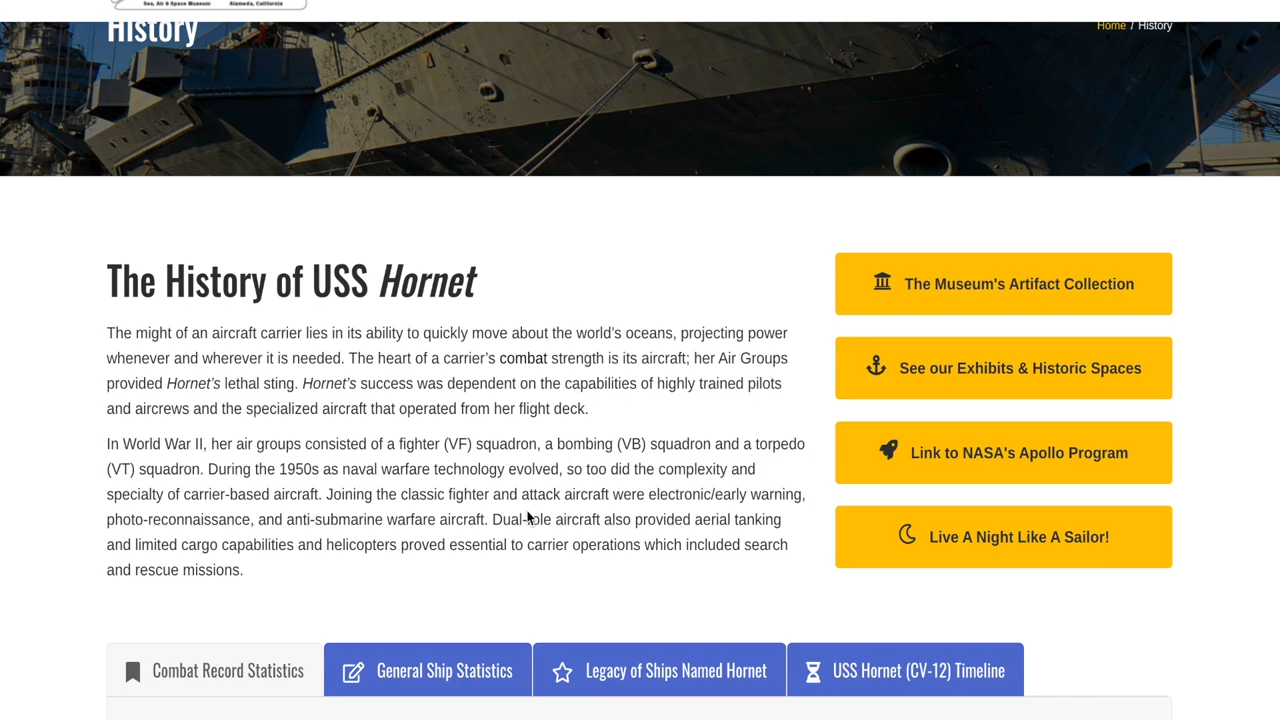 Sea, Air & Space Museum Alameda, California
History
Home / History
The History of USS Hornet
The might of an aircraft carrier lies in its ability to quickly move about the world's oceans, projecting power
whenever and wherever it is needed. The heart of a carrier's combat strength is its aircraft; her Air Groups
provided Hornet's lethal sting. Hornet's success was dependent on the capabilities of highly trained pilots
and aircrews and the specialized aircraft that operated from her flight deck.
In World War II, her air groups consisted of a fighter (VF) squadron, a bombing (VB) squadron and a torpedo
(VT) squadron. During the 1950s as naval warfare technology evolved, so too did the complexity and
specialty of carrier-based aircraft. Joining the classic fighter and attack aircraft were electronic/early warning,
photo-reconnaissance, and anti-submarine warfare aircraft. Dual-role aircraft also provided aerial tanking
and limited cargo capabilities and helicopters proved essential to carrier operations which included search
and rescue missions.
The Museum's Artifact Collection
See our Exhibits & Historic Spaces
Link to NASA's Apollo Program
Live A Night Like A Sailor!
Combat Record Statistics
General Ship Statistics
Legacy of Ships Named Hornet
USS Hornet (CV-12) Timeline